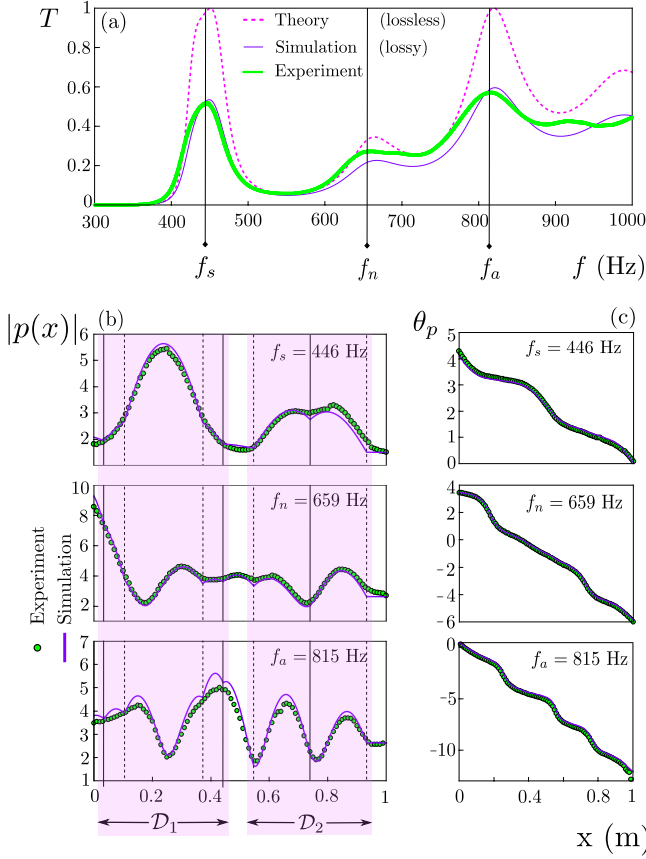 T
(a)
Theory (lossless)
Simulation (lossy)
Experiment
1
0.8
0.6
0.4
0.2
0
300 400 500 600 700 800 900 1000
f_s f_n f_a f (Hz)
|p(x)| (b)
f_s = 446 Hz
6
5
4
3
2
f_n = 659 Hz
10
8
6
4
2
f_a = 815 Hz
7
6
5
4
3
2
1
0 0.2 0.4 0.6 0.8 1
D_1 D_2
Experiment
Simulation
θ_p (c)
f_s = 446 Hz
5
4
3
2
1
0
f_n = 659 Hz
4
2
0
-2
-4
-6
f_a = 815 Hz
0
-5
-10
0 0.2 0.4 0.6 0.8 1
x (m)